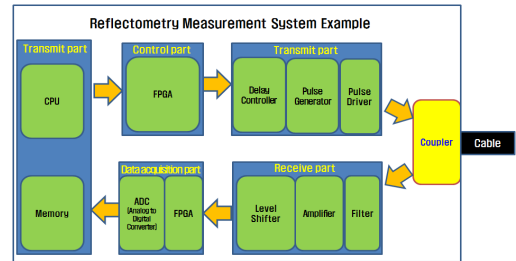 Reflectometry Measurement System Example
Transmit part
Control part
Transmit part
CPU
FPGA
Delay
Controller
Pulse
Generator
Pulse
Driver
Coupler
Cable
Data acquisition part
Receive part
Memory
ADC
(Analog to
Digital
Converter)
FPGA
Level
Shifter
Amplifier
Filter